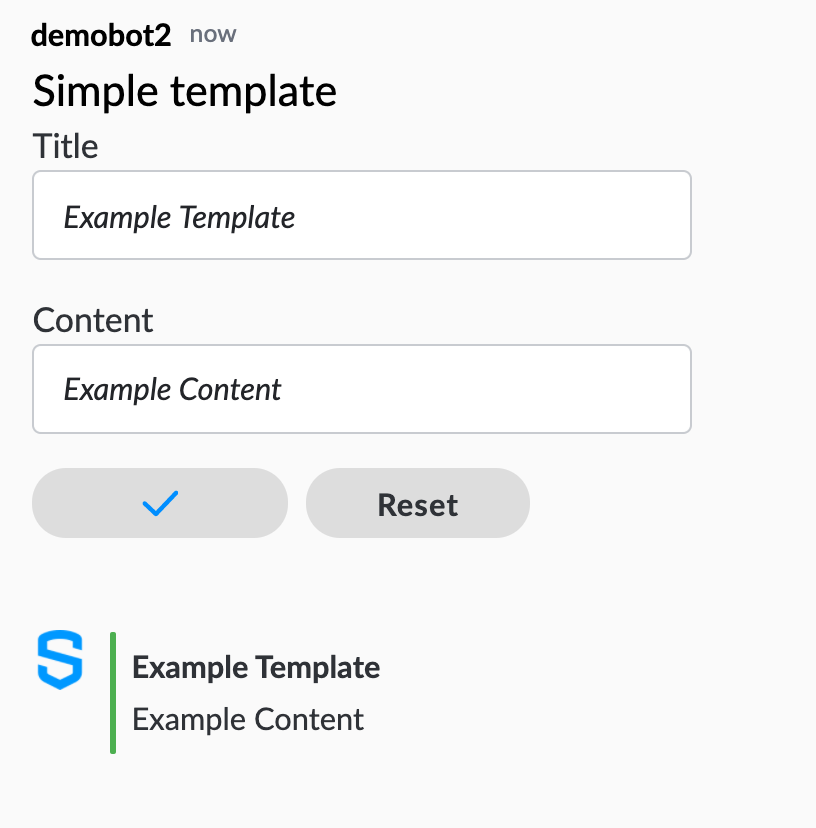 demobot2 now
Simple template
Title
Example Template
Content
Example Content
Reset
Example Template
Example Content